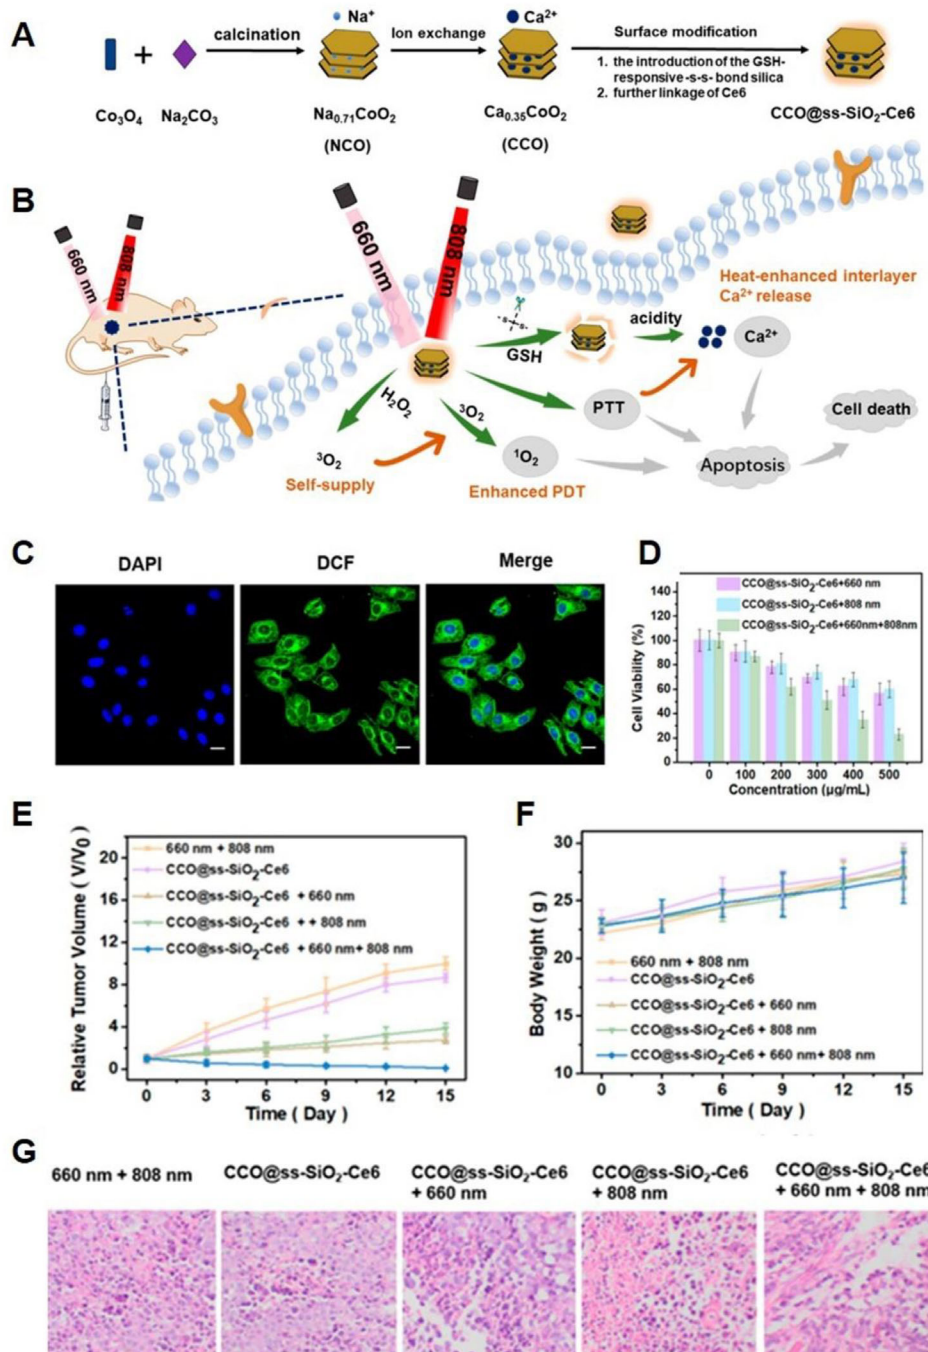 A
Na⁺
Ca²⁺
calcination
Ion exchange
Surface modification
1. the introduction of the GSH-
responsive -s-s- bond silica
2. further linkage of Ce6
Co₃O₄
Na₂CO₃
Na₀.₇₁CoO₂
(NCO)
Ca₀.₃₅CoO₂
(CCO)
CCO@ss-SiO₂-Ce6
B
660 nm
808 nm
660 nm
808 nm
Heat-enhanced interlayer
Ca²⁺ release
-s-s-
GSH
acidity
Ca²⁺
H₂O₂
³O₂
PTT
Cell death
³O₂
Self-supply
¹O₂
Enhanced PDT
Apoptosis
C
DAPI
DCF
Merge
D
CCO@ss-SiO₂-Ce6+660 nm
CCO@ss-SiO₂-Ce6+808 nm
CCO@ss-SiO₂-Ce6+660nm+808nm
Cell Viability (%)
140
120
100
80
60
40
20
0
0 100 200 300 400 500
Concentration (µg/mL)
E
Relative Tumor Volume ( V/V₀ )
20
16
12
8
4
0
660 nm + 808 nm
CCO@ss-SiO₂-Ce6
CCO@ss-SiO₂-Ce6 + 660 nm
CCO@ss-SiO₂-Ce6 + + 808 nm
CCO@ss-SiO₂-Ce6 + 660 nm+ 808 nm
0 3 6 9 12 15
Time ( Day )
F
Body Weight ( g )
30
25
20
15
10
660 nm + 808 nm
CCO@ss-SiO₂-Ce6
CCO@ss-SiO₂-Ce6 + 660 nm
CCO@ss-SiO₂-Ce6 + 808 nm
CCO@ss-SiO₂-Ce6 + 660 nm+ 808 nm
0 3 6 9 12 15
Time ( Day )
G
660 nm + 808 nm
CCO@ss-SiO₂-Ce6
CCO@ss-SiO₂-Ce6
+ 660 nm
CCO@ss-SiO₂-Ce6
+ 808 nm
CCO@ss-SiO₂-Ce6
+ 660 nm + 808 nm